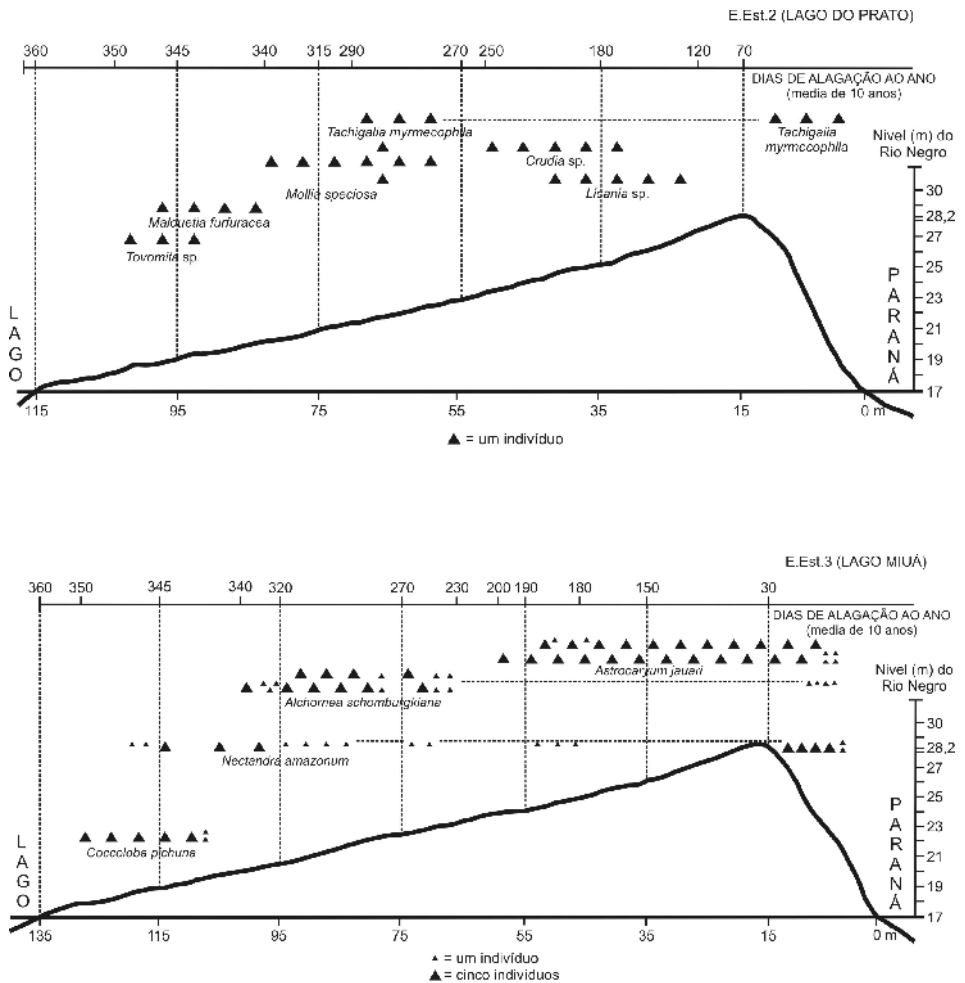 E.Est.2 (LAGO DO PRATO)
360 350 345 340 315 290 270 250 180 120 70
DIAS DE ALAGAÇÃO AO ANO
(media de 10 anos)
Tachigalia myrmecophila
Tachigalia
myrmccophila
Nivel (m) do
Rio Negro
Crudia sp.
Mollia speciosa
Licania sp.
Malouetia furfuracea
Tovomita sp.
30
28,2
27
25
23
21
19
17
LAGO
PARANÁ
115 95 75 55 35 15 0 m
▲ = um indivíduo
E.Est.3 (LAGO MIUÁ)
360 350 345 340 320 270 230 200 190 180 150 30
DIAS DE ALAGAÇÃO AO ANO
(media de 10 anos)
Astrocaryum jauari
Nivel (m) do
Rio Negro
Alchornea schomburgkiana
Nectandra amazonum
Coccoloba pichuna
30
28,2
27
25
23
21
19
17
LAGO
PARANÁ
135 115 95 75 55 35 15 0 m
▲ = um indivíduo
▲ = cinco individuos